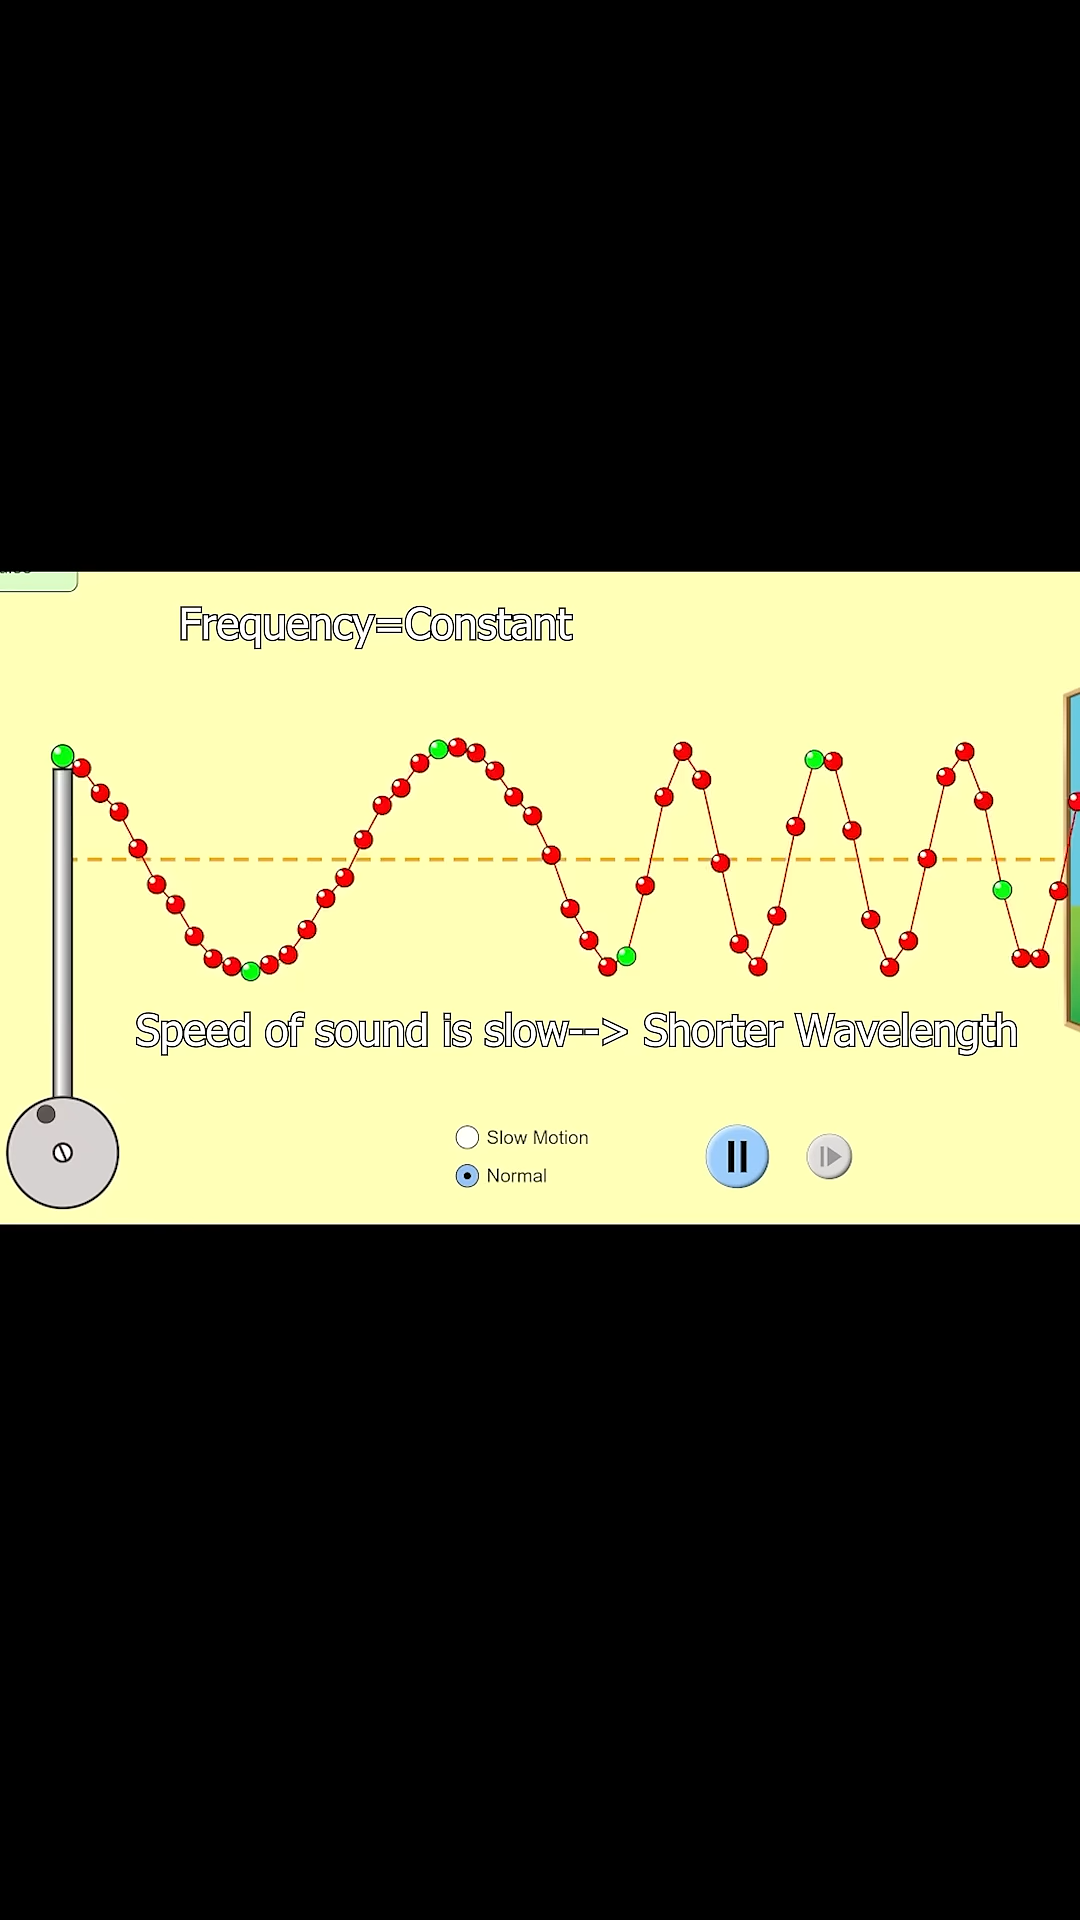 Frequency=Constant
Speed of sound is slow--> Shorter Wavelength
Slow Motion
Normal